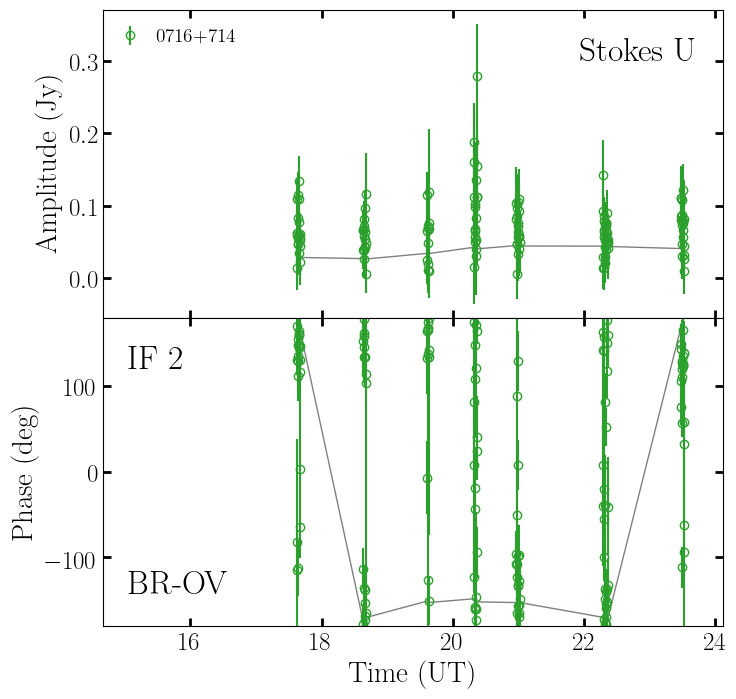 0716+714
Stokes U
Amplitude (Jy)
0.3
0.2
0.1
0.0
IF 2
BR-OV
Phase (deg)
100
0
−100
16 18 20 22 24
Time (UT)